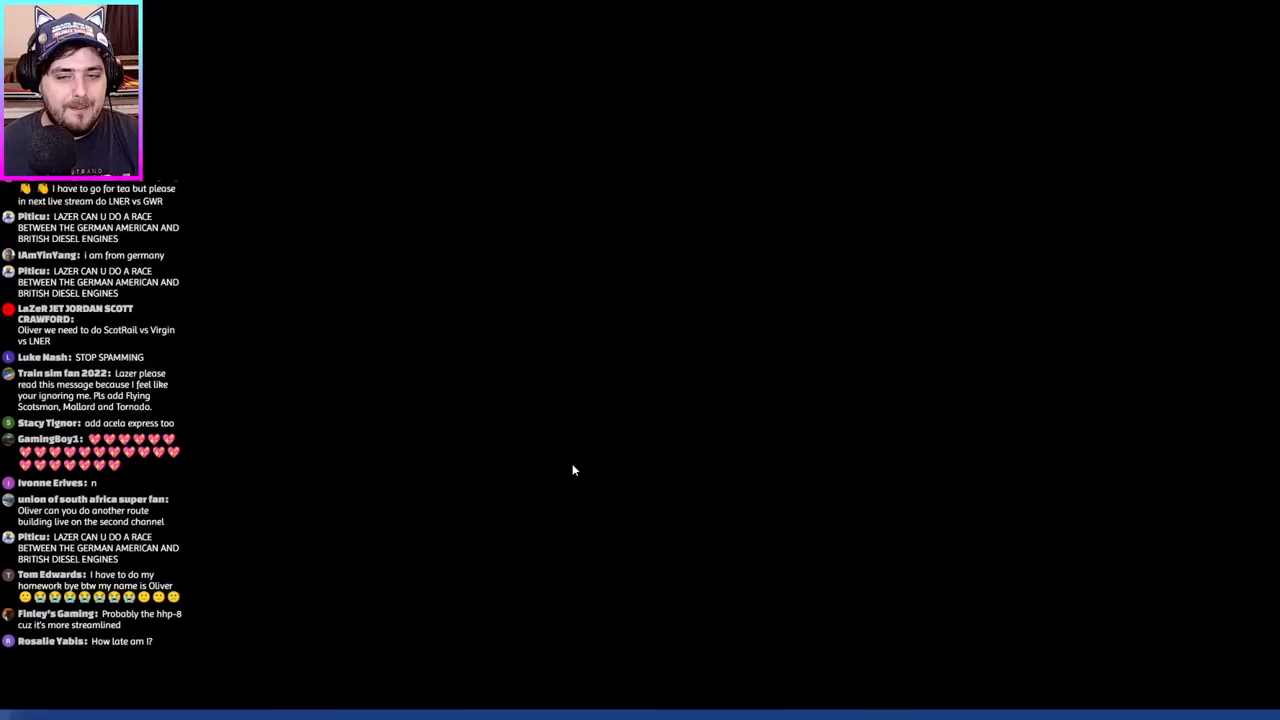 👏 👏 I have to go for tea but please
in next live stream do LNER vs GWR
Piticu: LAZER CAN U DO A RACE
BETWEEN THE GERMAN AMERICAN AND
BRITISH DIESEL ENGINES
IAmYinYang: i am from germany
Piticu: LAZER CAN U DO A RACE
BETWEEN THE GERMAN AMERICAN AND
BRITISH DIESEL ENGINES
LaZeR JET JORDAN SCOTT
CRAWFORD:
Oliver we need to do ScotRail vs Virgin
vs LNER
L Luke Nash: STOP SPAMMING
Train sim fan 2022: Lazer please
read this message because I feel like
your ignoring me. Pls add Flying
Scotsman, Mallard and Tornado.
S Stacy Tignor: add acela express too
GamingBoy1: 💖💖💖💖💖💖
💖💖💖💖💖💖💖💖💖💖💖
💖💖💖💖💖💖💖
I Ivonne Erives: n
union of south africa super fan:
Oliver can you do another route
building live on the second channel
Piticu: LAZER CAN U DO A RACE
BETWEEN THE GERMAN AMERICAN AND
BRITISH DIESEL ENGINES
T Tom Edwards: I have to do my
homework bye btw my name is Oliver
🙂😭😭😭😭😭😭😭🙂🙂🙂
Finley's Gaming: Probably the hhp-8
cuz it's more streamlined
R Rosalie Yabis: How late am I?